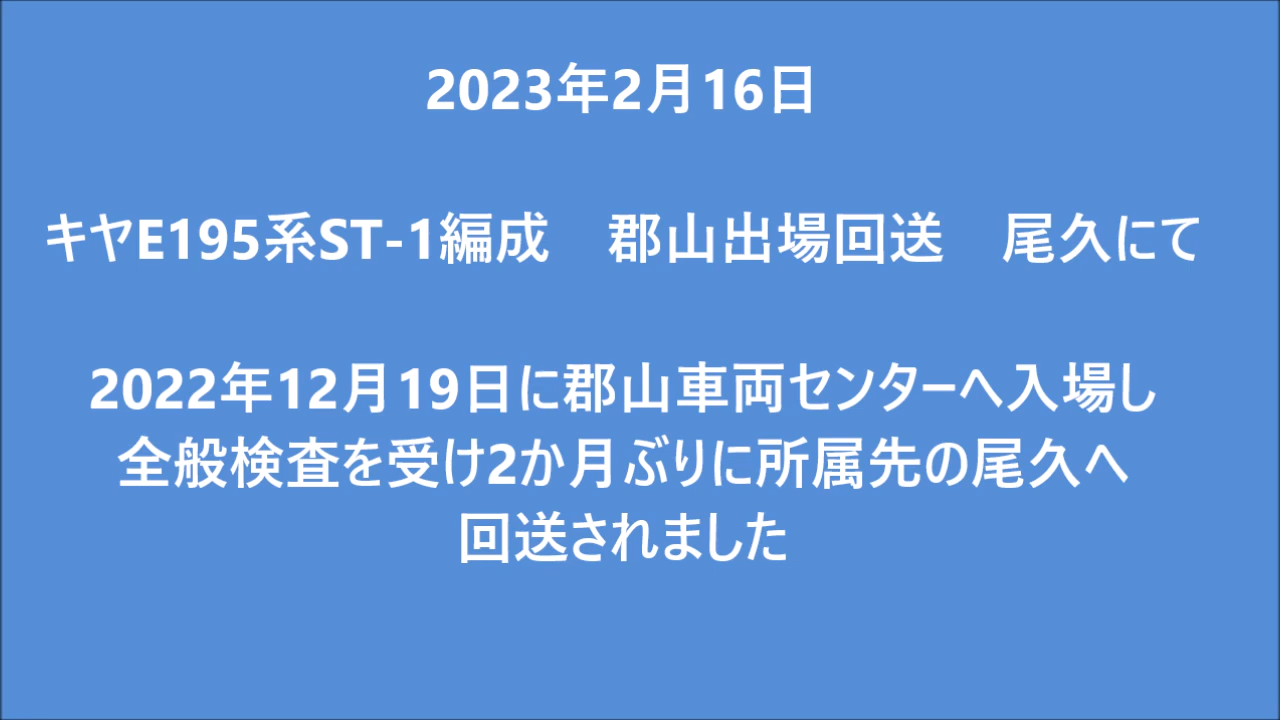 2023年2月16日
キヤE195系ST-1編成　郡山出場回送　尾久にて
2022年12月19日に郡山車両センターへ入場し
全般検査を受け2か月ぶりに所属先の尾久へ
回送されました